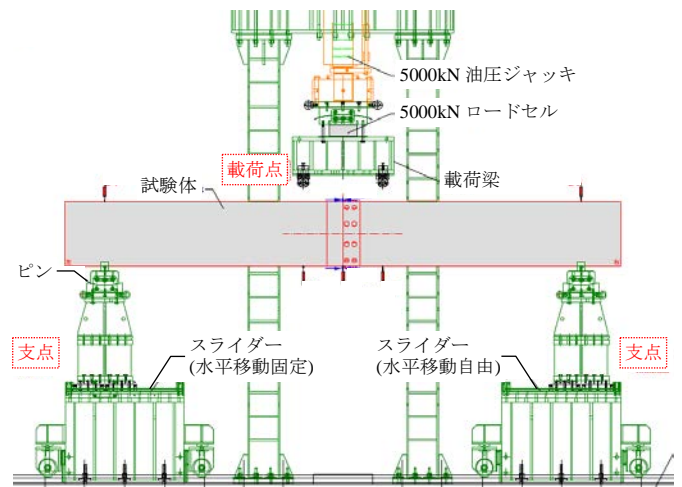 5000kN 油圧ジャッキ
5000kN ロードセル
載荷点
試験体
載荷梁
ピン
支点
スライダー
(水平移動固定)
スライダー
(水平移動自由)
支点